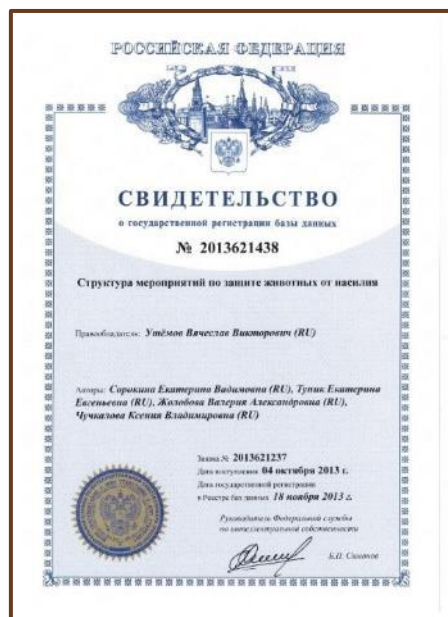 РОССИЙСКАЯ ФЕДЕРАЦИЯ
СВИДЕТЕЛЬСТВО
о государственной регистрации базы данных
№ 2013621438
Структура мероприятий по защите животных от насилия
Правообладатель: Утёмов Вячеслав Викторович (RU)
Авторы: Сорокина Екатерина Вадимовна (RU), Тупик Екатерина
Евгеньевна (RU), Жолобова Валерия Александровна (RU),
Чучкалова Ксения Владимировна (RU)
Заявка № 2013621237
Дата поступления 04 октября 2013 г.
Дата государственной регистрации
в Реестре баз данных 18 ноября 2013 г.
Руководитель Федеральной службы
по интеллектуальной собственности
Б.П. Симонов